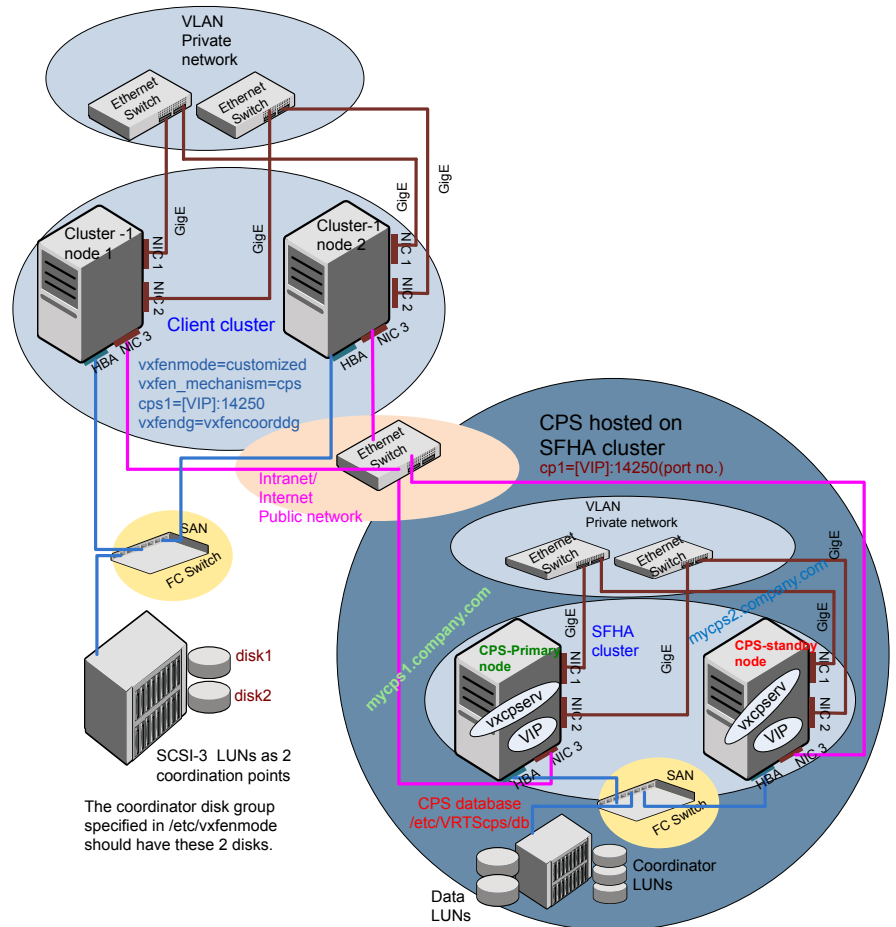 VLAN
Private
network
Ethernet
Switch
Ethernet
Switch
GigE
GigE
GigE
GigE
Cluster -1
node 1
NIC 1
NIC 2
HBA
NIC 3
Cluster-1
node 2
NIC 1
NIC 2
HBA
NIC 3
Client cluster
vxfenmode=customized
vxfen_mechanism=cps
cps1=[VIP]:14250
vxfendg=vxfencoorddg
Ethernet
Switch
Intranet/
Internet
Public network
CPS hosted on
SFHA cluster
cp1=[VIP]:14250(port no.)
VLAN
Private network
Ethernet
Switch
Ethernet
Switch
GigE
GigE
GigE
GigE
SAN
FC Switch
disk1
disk2
SCSI-3 LUNs as 2
coordination points
The coordinator disk group
specified in /etc/vxfenmode
should have these 2 disks.
mycps1.company.com
mycps2.company.com
SFHA
cluster
CPS-Primary
node
vxcpserv
VIP
NIC 1
NIC 2
HBA
NIC 3
CPS-standby
node
vxcpserv
VIP
NIC 1
NIC 2
HBA
NIC 3
CPS database
/etc/VRTScps/db
SAN
FC Switch
Data
LUNs
Coordinator
LUNs